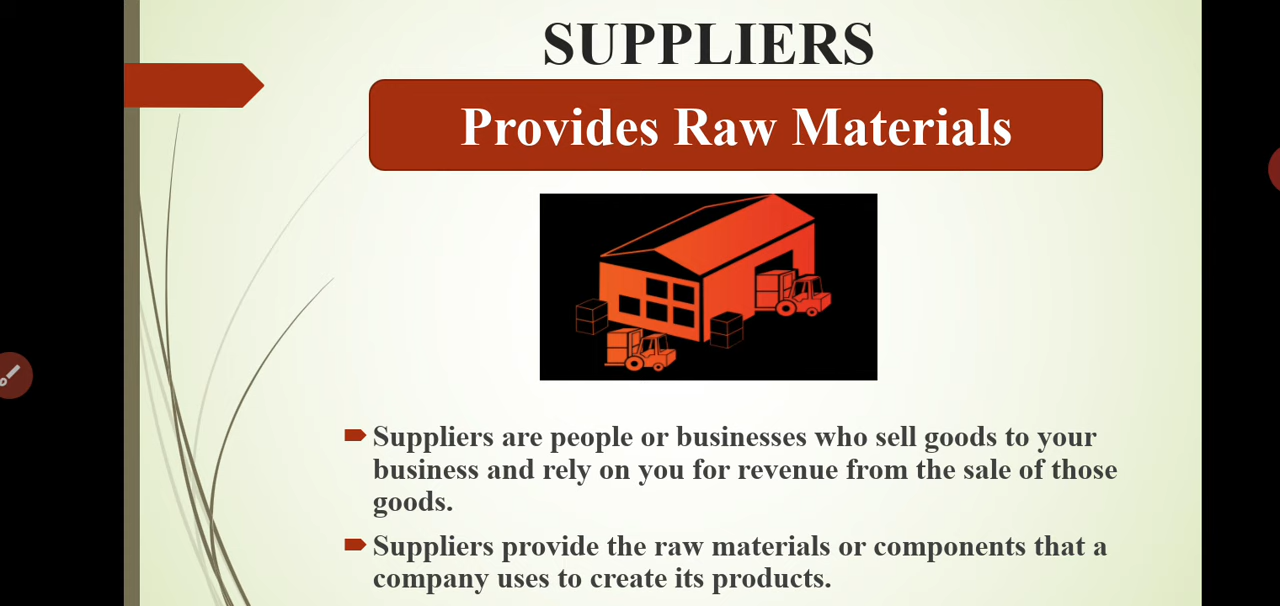 SUPPLIERS
Provides Raw Materials
Suppliers are people or businesses who sell goods to your
business and rely on you for revenue from the sale of those
goods.
Suppliers provide the raw materials or components that a
company uses to create its products.